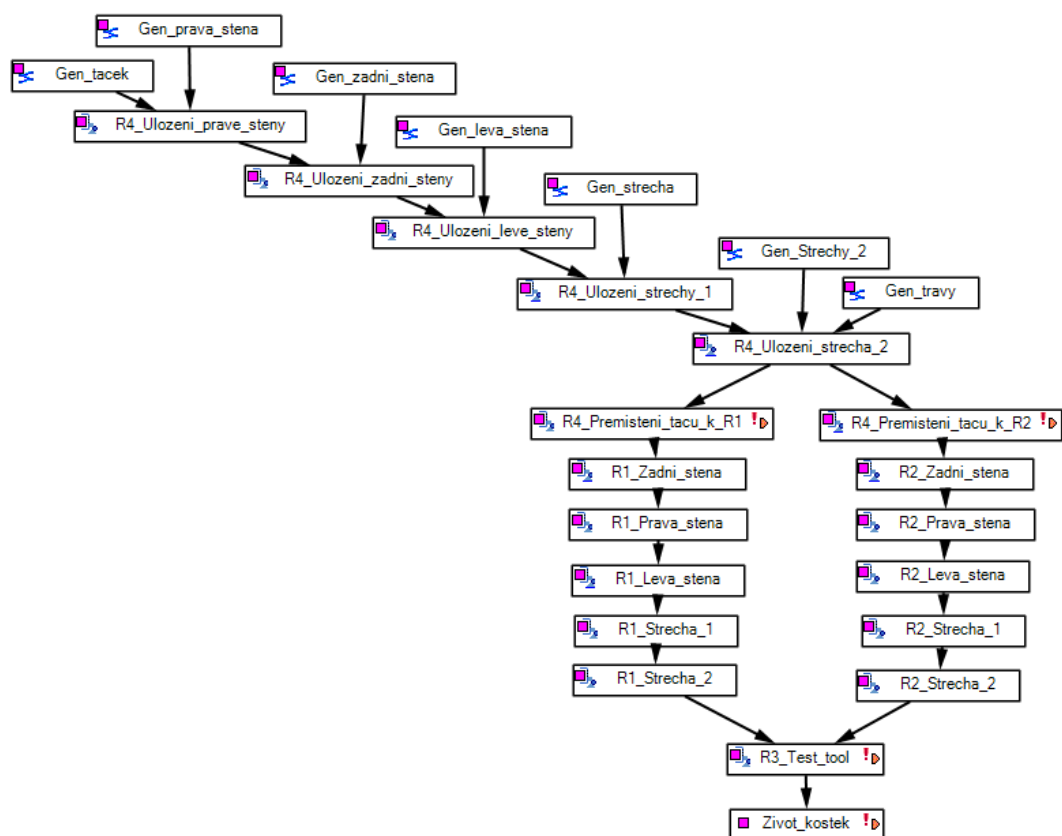 Gen_prava_stena
Gen_tacek
Gen_zadni_stena
R4_Ulozeni_prave_steny
Gen_leva_stena
R4_Ulozeni_zadni_steny
Gen_strecha
R4_Ulozeni_leve_steny
Gen_Strechy_2
R4_Ulozeni_strechy_1
Gen_travy
R4_Ulozeni_strecha_2
R4_Premisteni_tacu_k_R1
R4_Premisteni_tacu_k_R2
R1_Zadni_stena
R2_Zadni_stena
R1_Prava_stena
R2_Prava_stena
R1_Leva_stena
R2_Leva_stena
R1_Strecha_1
R2_Strecha_1
R1_Strecha_2
R2_Strecha_2
R3_Test_tool
Zivot_kostek